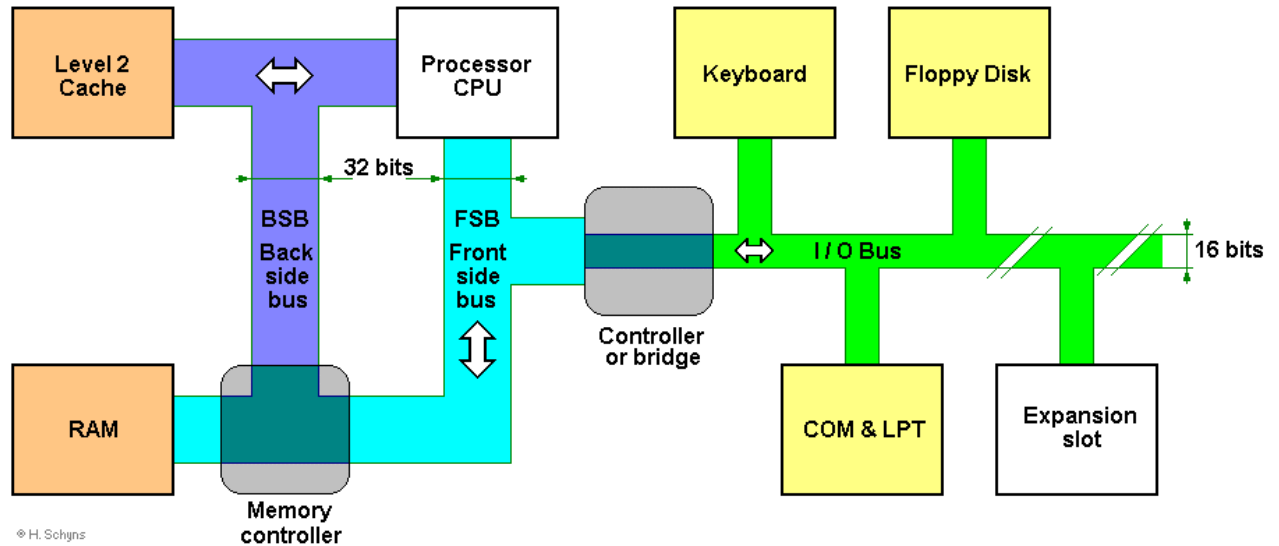 Level 2
Cache
Processor
CPU
Keyboard
Floppy Disk
32 bits
BSB
Back
side
bus
FSB
Front
side
bus
I / O Bus
16 bits
Controller
or bridge
RAM
COM & LPT
Expansion
slot
Memory
controller
® H. Schyns